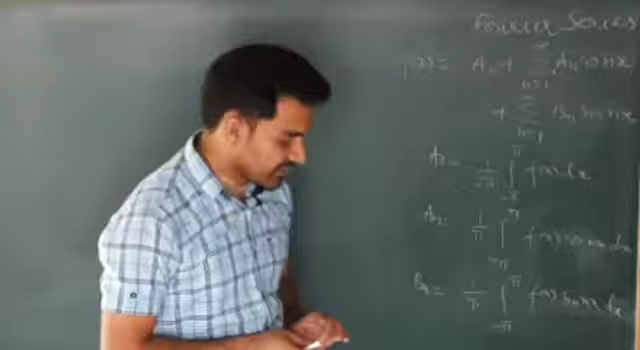 Fourier Series
f(x) = A₀ + ∞ Σ n=1 Aₙ cos nx
+ ∞ Σ n=1 Bₙ sin nx
A₀ = 1/2π ∫ π -π f(x) dx
Aₙ = 1/π ∫ π -π f(x) cos nx dx
Bₙ = 1/π ∫ π -π f(x) sin nx dx